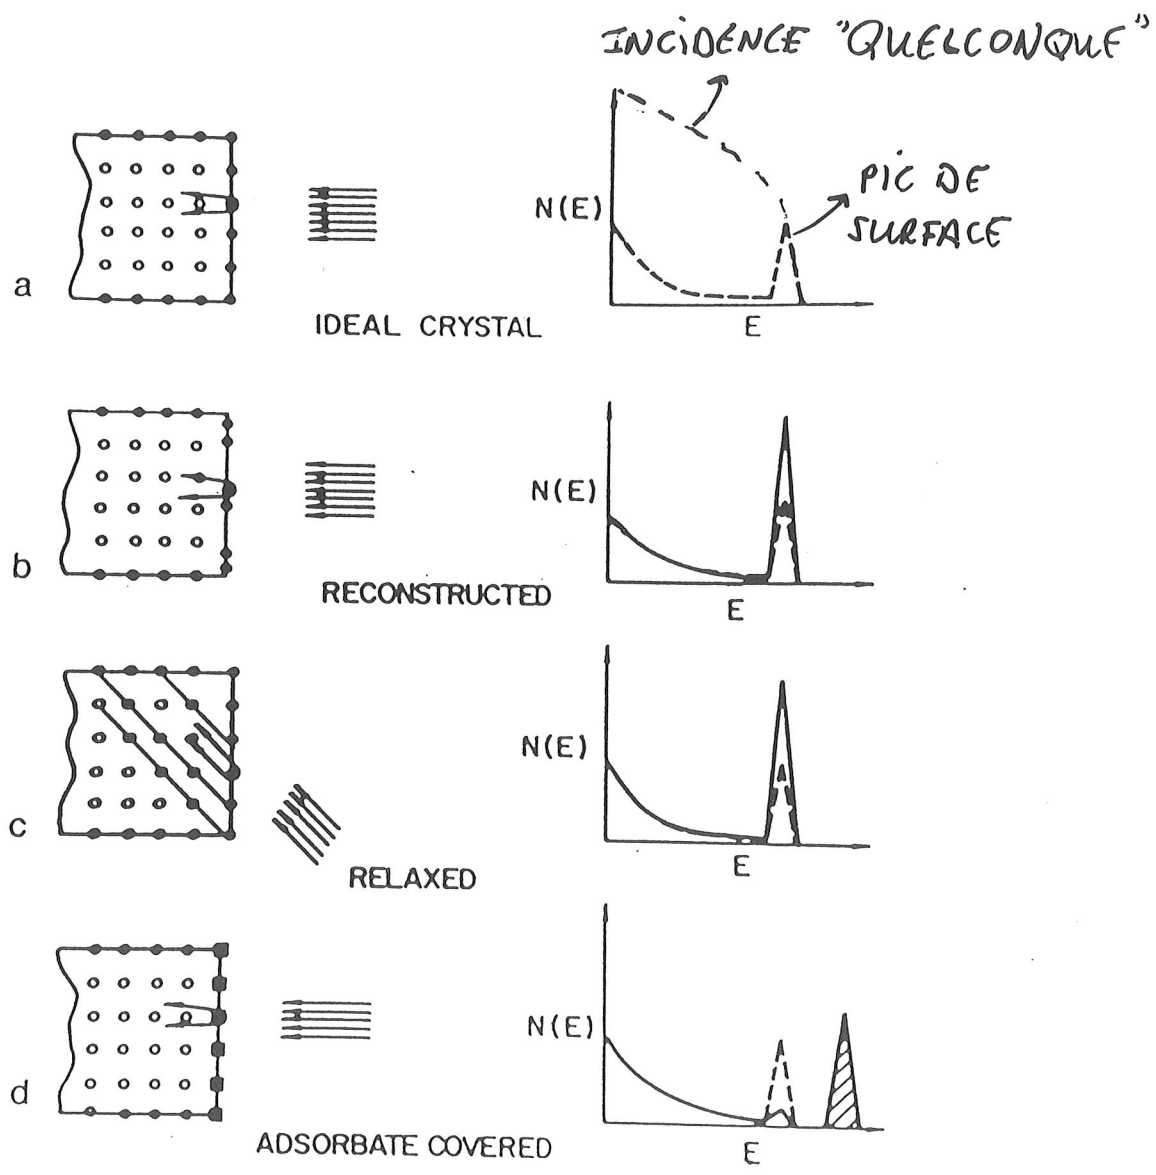 INCIDENCE "QUELCONQUE"
PIC DE
SURFACE
N(E)
E
a
IDEAL CRYSTAL
N(E)
E
b
RECONSTRUCTED
N(E)
E
c
RELAXED
N(E)
E
d
ADSORBATE COVERED